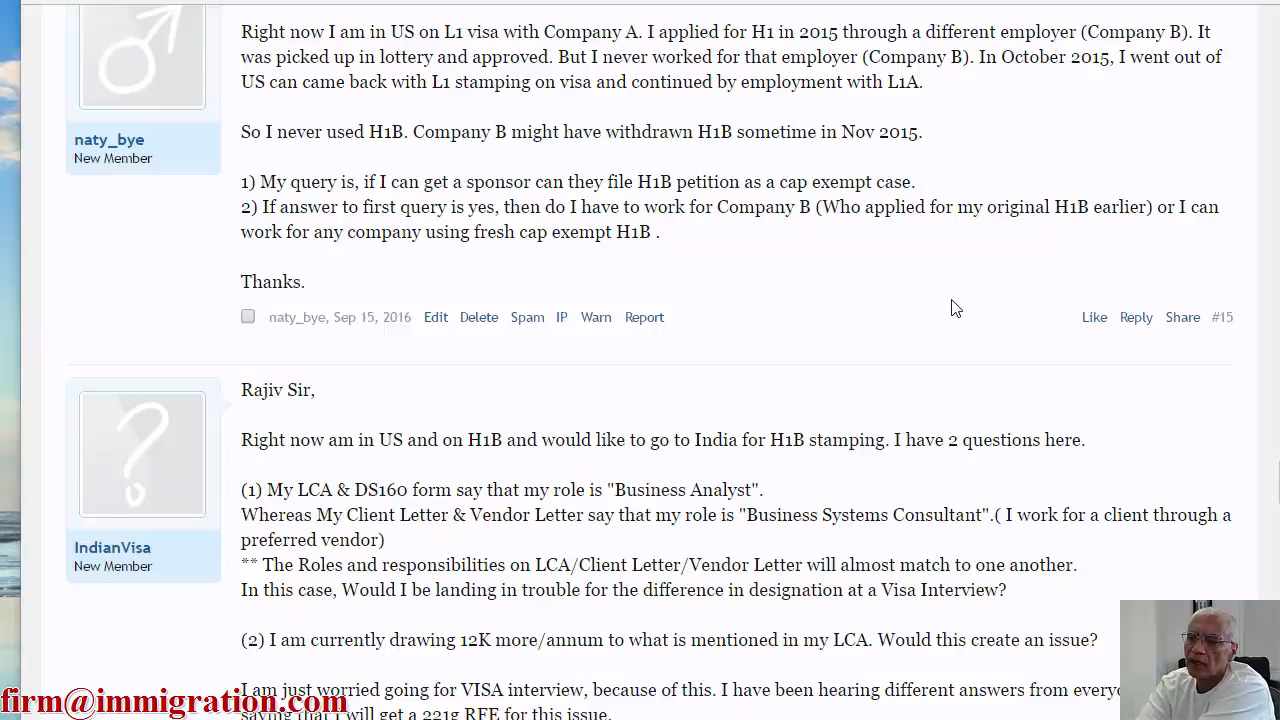 Right now I am in US on L1 visa with Company A. I applied for H1 in 2015 through a different employer (Company B). It
was picked up in lottery and approved. But I never worked for that employer (Company B). In October 2015, I went out of
US can came back with L1 stamping on visa and continued by employment with L1A.
So I never used H1B. Company B might have withdrawn H1B sometime in Nov 2015.
naty_bye
New Member
1) My query is, if I can get a sponsor can they file H1B petition as a cap exempt case.
2) If answer to first query is yes, then do I have to work for Company B (Who applied for my original H1B earlier) or I can
work for any company using fresh cap exempt H1B .
Thanks.
naty_bye, Sep 15, 2016 Edit Delete Spam IP Warn Report Like Reply Share #15
Rajiv Sir,
Right now am in US and on H1B and would like to go to India for H1B stamping. I have 2 questions here.
(1) My LCA & DS160 form say that my role is "Business Analyst".
Whereas My Client Letter & Vendor Letter say that my role is "Business Systems Consultant".( I work for a client through a
preferred vendor)
IndianVisa
New Member
** The Roles and responsibilities on LCA/Client Letter/Vendor Letter will almost match to one another.
In this case, Would I be landing in trouble for the difference in designation at a Visa Interview?
(2) I am currently drawing 12K more/annum to what is mentioned in my LCA. Would this create an issue?
I am just worried going for VISA interview, because of this. I have been hearing different answers from
saying that I will get a 221g RFE for this issue.
firm@immigration.com